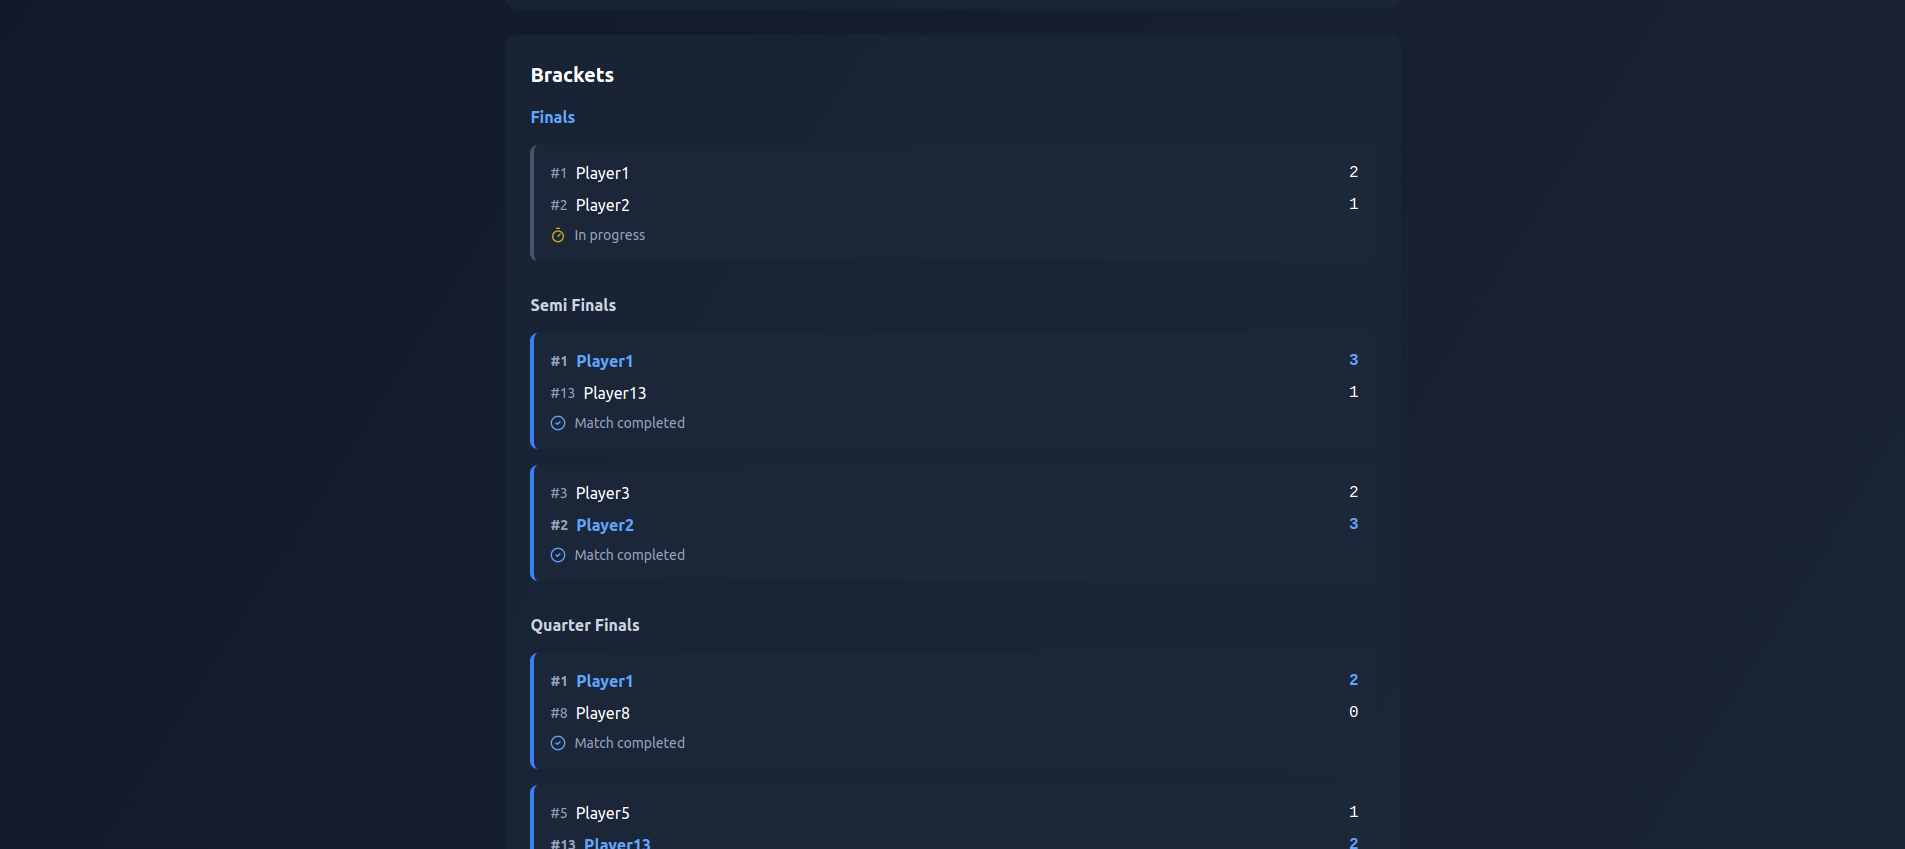 Brackets
Finals
#1 Player1 2
#2 Player2 1
In progress
Semi Finals
#1 Player1 3
#13 Player13 1
Match completed
#3 Player3 2
#2 Player2 3
Match completed
Quarter Finals
#1 Player1 2
#8 Player8 0
Match completed
#5 Player5 1
#13 Player13 2